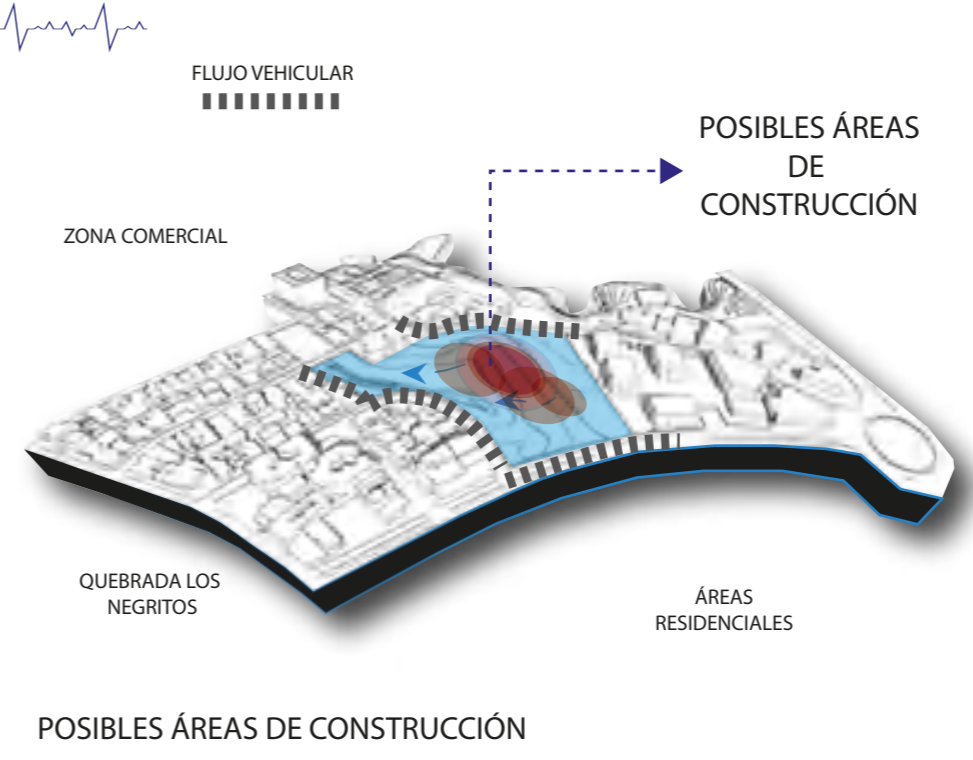 FLUJO VEHICULAR
POSIBLES ÁREAS
DE
CONSTRUCCIÓN
ZONA COMERCIAL
QUEBRADA LOS
NEGRITOS
ÁREAS
RESIDENCIALES
POSIBLES ÁREAS DE CONSTRUCCIÓN